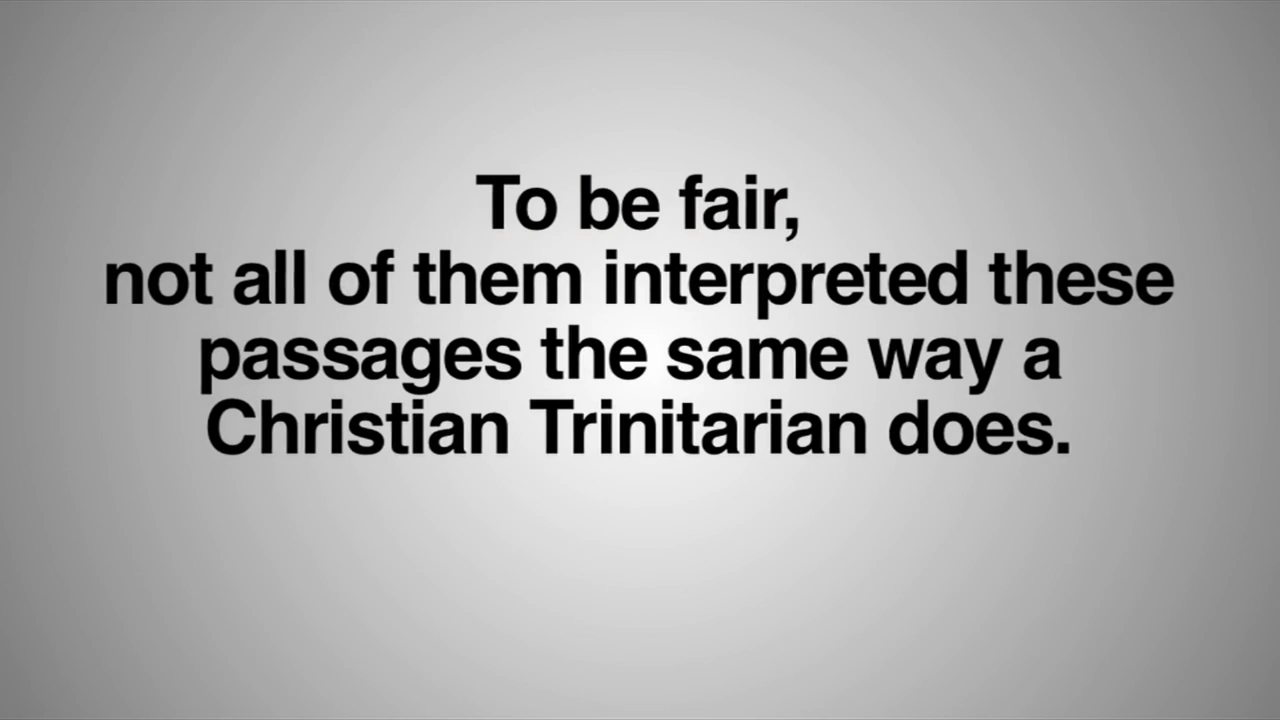 To be fair,
not all of them interpreted these
passages the same way a
Christian Trinitarian does.